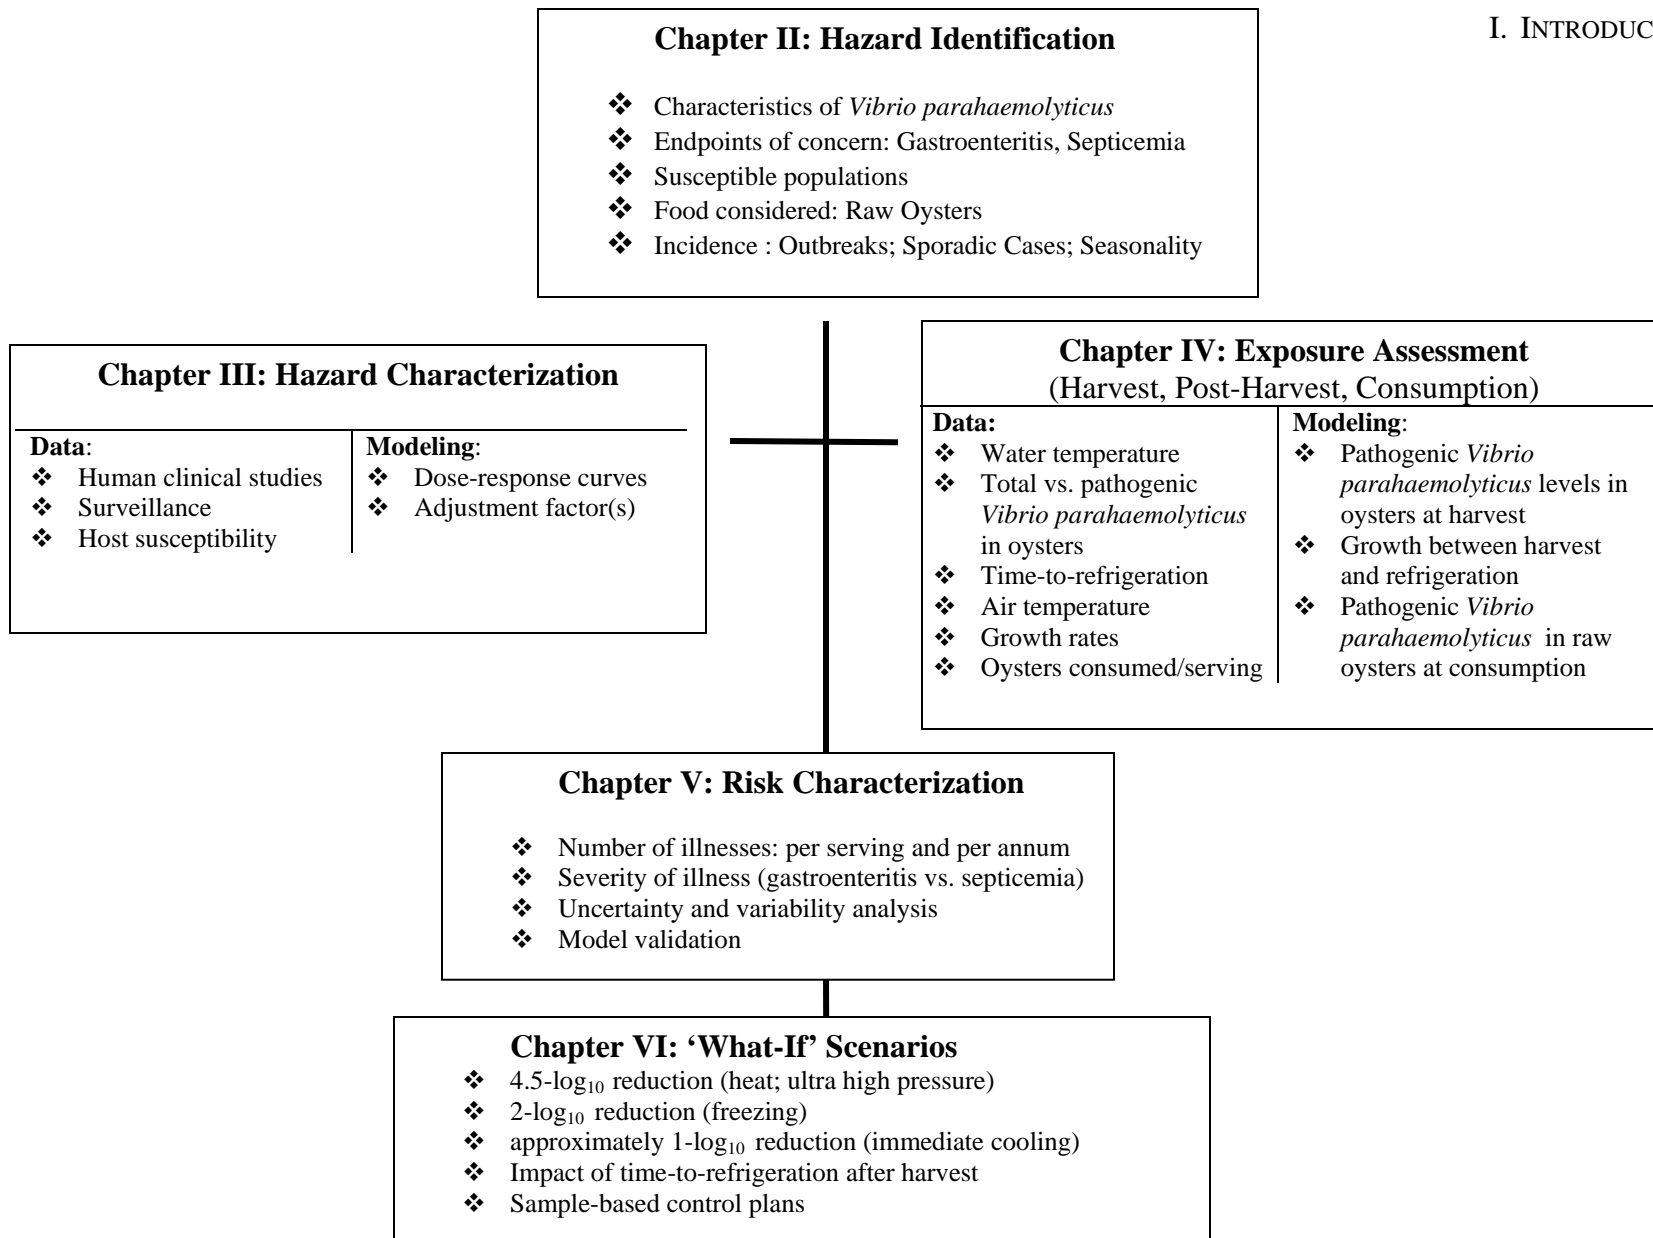 I. INTRODUC
Chapter II: Hazard Identification
❖ Characteristics of Vibrio parahaemolyticus
❖ Endpoints of concern: Gastroenteritis, Septicemia
❖ Susceptible populations
❖ Food considered: Raw Oysters
❖ Incidence : Outbreaks; Sporadic Cases; Seasonality
Chapter III: Hazard Characterization
Data:
❖ Human clinical studies
❖ Surveillance
❖ Host susceptibility
Modeling:
❖ Dose-response curves
❖ Adjustment factor(s)
Chapter IV: Exposure Assessment
(Harvest, Post-Harvest, Consumption)
Data:
❖ Water temperature
❖ Total vs. pathogenic
Vibrio parahaemolyticus
in oysters
❖ Time-to-refrigeration
❖ Air temperature
❖ Growth rates
❖ Oysters consumed/serving
Modeling:
❖ Pathogenic Vibrio
parahaemolyticus levels in
oysters at harvest
❖ Growth between harvest
and refrigeration
❖ Pathogenic Vibrio
parahaemolyticus in raw
oysters at consumption
Chapter V: Risk Characterization
❖ Number of illnesses: per serving and per annum
❖ Severity of illness (gastroenteritis vs. septicemia)
❖ Uncertainty and variability analysis
❖ Model validation
Chapter VI: ‘What-If’ Scenarios
❖ 4.5-log₁₀ reduction (heat; ultra high pressure)
❖ 2-log₁₀ reduction (freezing)
❖ approximately 1-log₁₀ reduction (immediate cooling)
❖ Impact of time-to-refrigeration after harvest
❖ Sample-based control plans